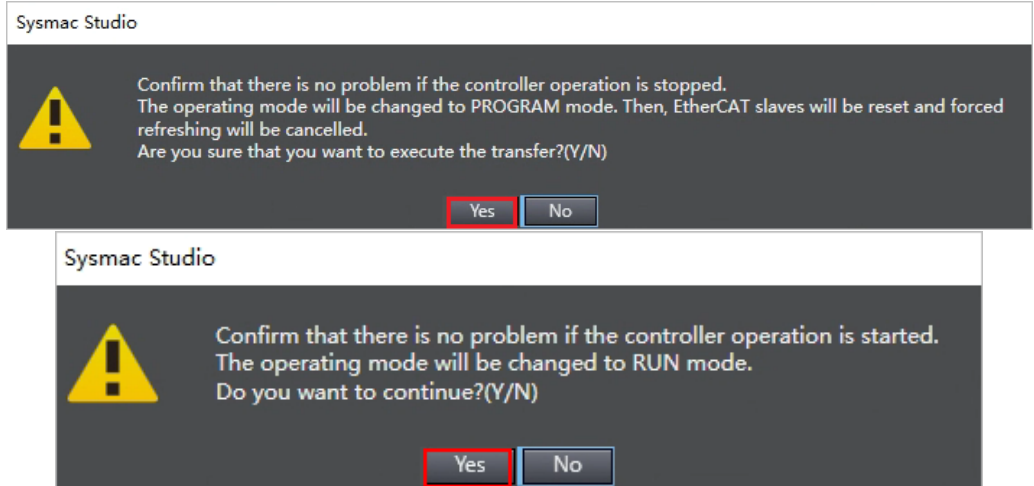 Sysmac Studio
Confirm that there is no problem if the controller operation is stopped.
The operating mode will be changed to PROGRAM mode. Then, EtherCAT slaves will be reset and forced
refreshing will be cancelled.
Are you sure that you want to execute the transfer?(Y/N)
Yes No
Sysmac Studio
Confirm that there is no problem if the controller operation is started.
The operating mode will be changed to RUN mode.
Do you want to continue?(Y/N)
Yes No